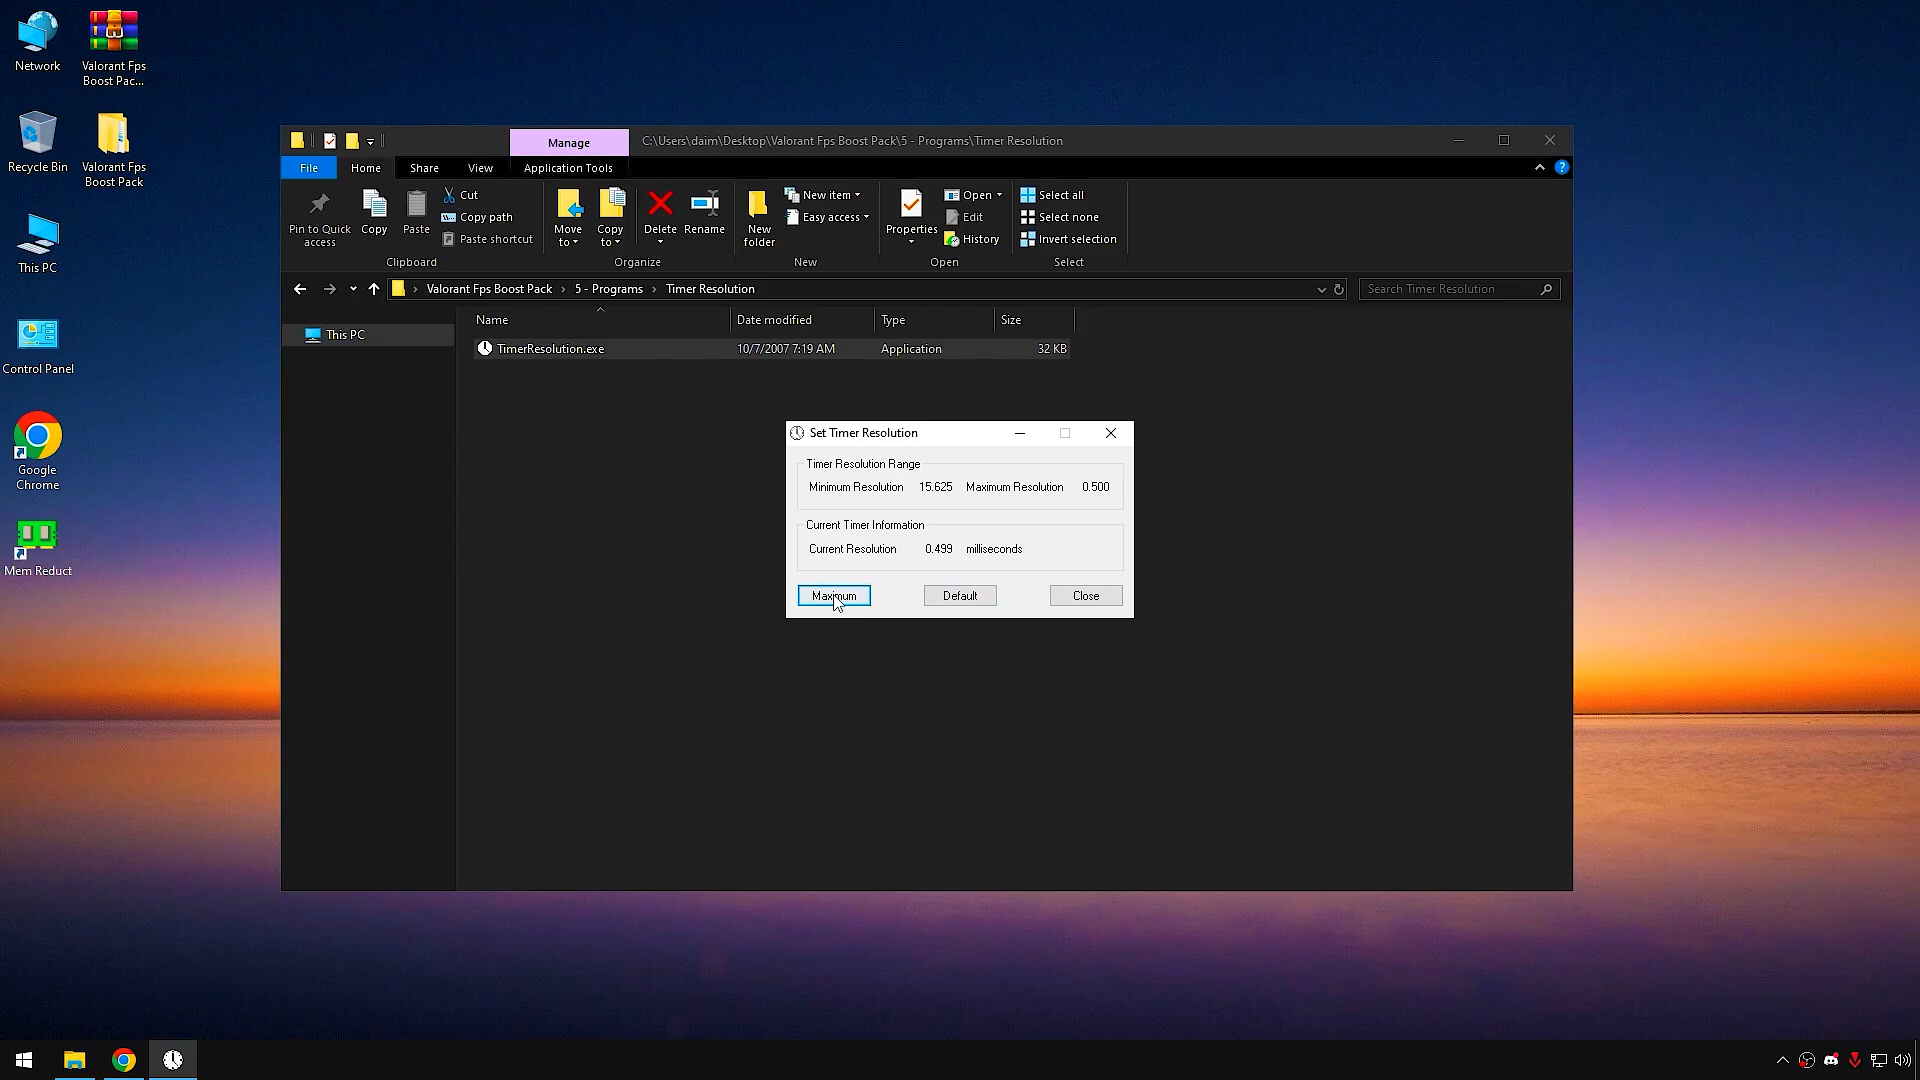 Network
Valorant Fps
Boost Pac...
Recycle Bin
Valorant Fps
Boost Pack
This PC
Control Panel
Google
Chrome
Mem Reduct
Manage
C:\Users\daim\Desktop\Valorant Fps Boost Pack\5 - Programs\Timer Resolution
File
Home
Share
View
Application Tools
Pin to Quick
access
Copy
Paste
Cut
Copy path
Paste shortcut
Clipboard
Move
to
Copy
to
Delete
Rename
Organize
New
folder
New item
Easy access
New
Properties
Open
Edit
History
Open
Select all
Select none
Invert selection
Select
Valorant Fps Boost Pack › 5 - Programs › Timer Resolution
Search Timer Resolution
This PC
Name
Date modified
Type
Size
TimerResolution.exe
10/7/2007 7:19 AM
Application
32 KB
Set Timer Resolution
Timer Resolution Range
Minimum Resolution 15.625 Maximum Resolution 0.500
Current Timer Information
Current Resolution 0.499 milliseconds
Maximum
Default
Close